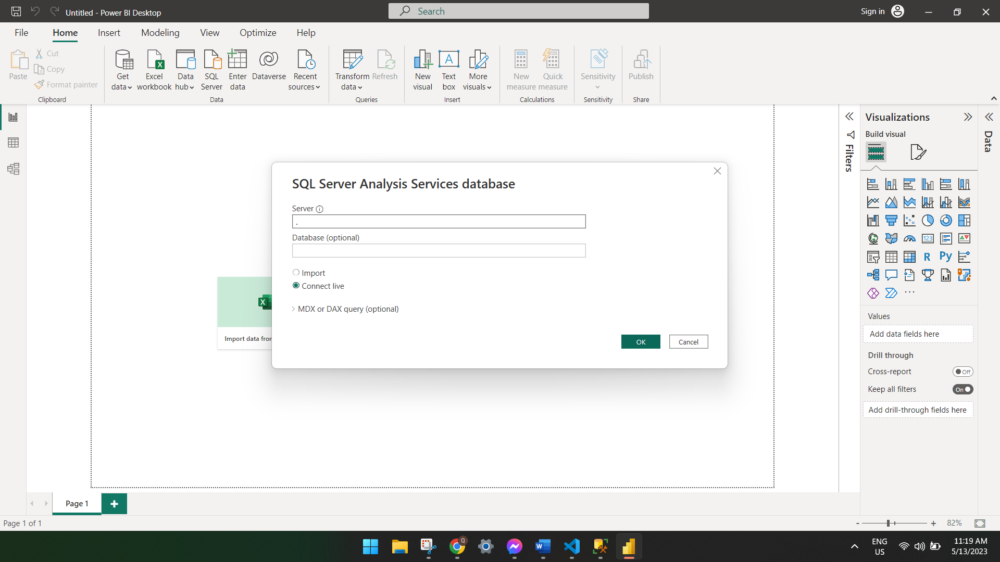 Untitled - Power BI Desktop
Search
Sign in
File
Home
Insert
Modeling
View
Optimize
Help
Paste
Cut
Copy
Format painter
Clipboard
Get
data
Excel
workbook
Data
hub
SQL
Server
Enter
data
Dataverse
Recent
sources
Data
Transform
data
Refresh
Queries
New
visual
A
Text
box
More
visuals
Insert
New
measure
Quick
measure
Calculations
Sensitivity
Sensitivity
Publish
Share
Filters
Visualizations
Build visual
Data
123
R
Py
Values
Add data fields here
Drill through
Cross-report
Off
Keep all filters
On
Add drill-through fields here
X
Import data from
SQL Server Analysis Services database
Server
.
Database (optional)
Import
Connect live
MDX or DAX query (optional)
OK
Cancel
Page 1
Page 1 of 1
- + 82%
Q
W
ENG
US
11:19 AM
5/13/2023